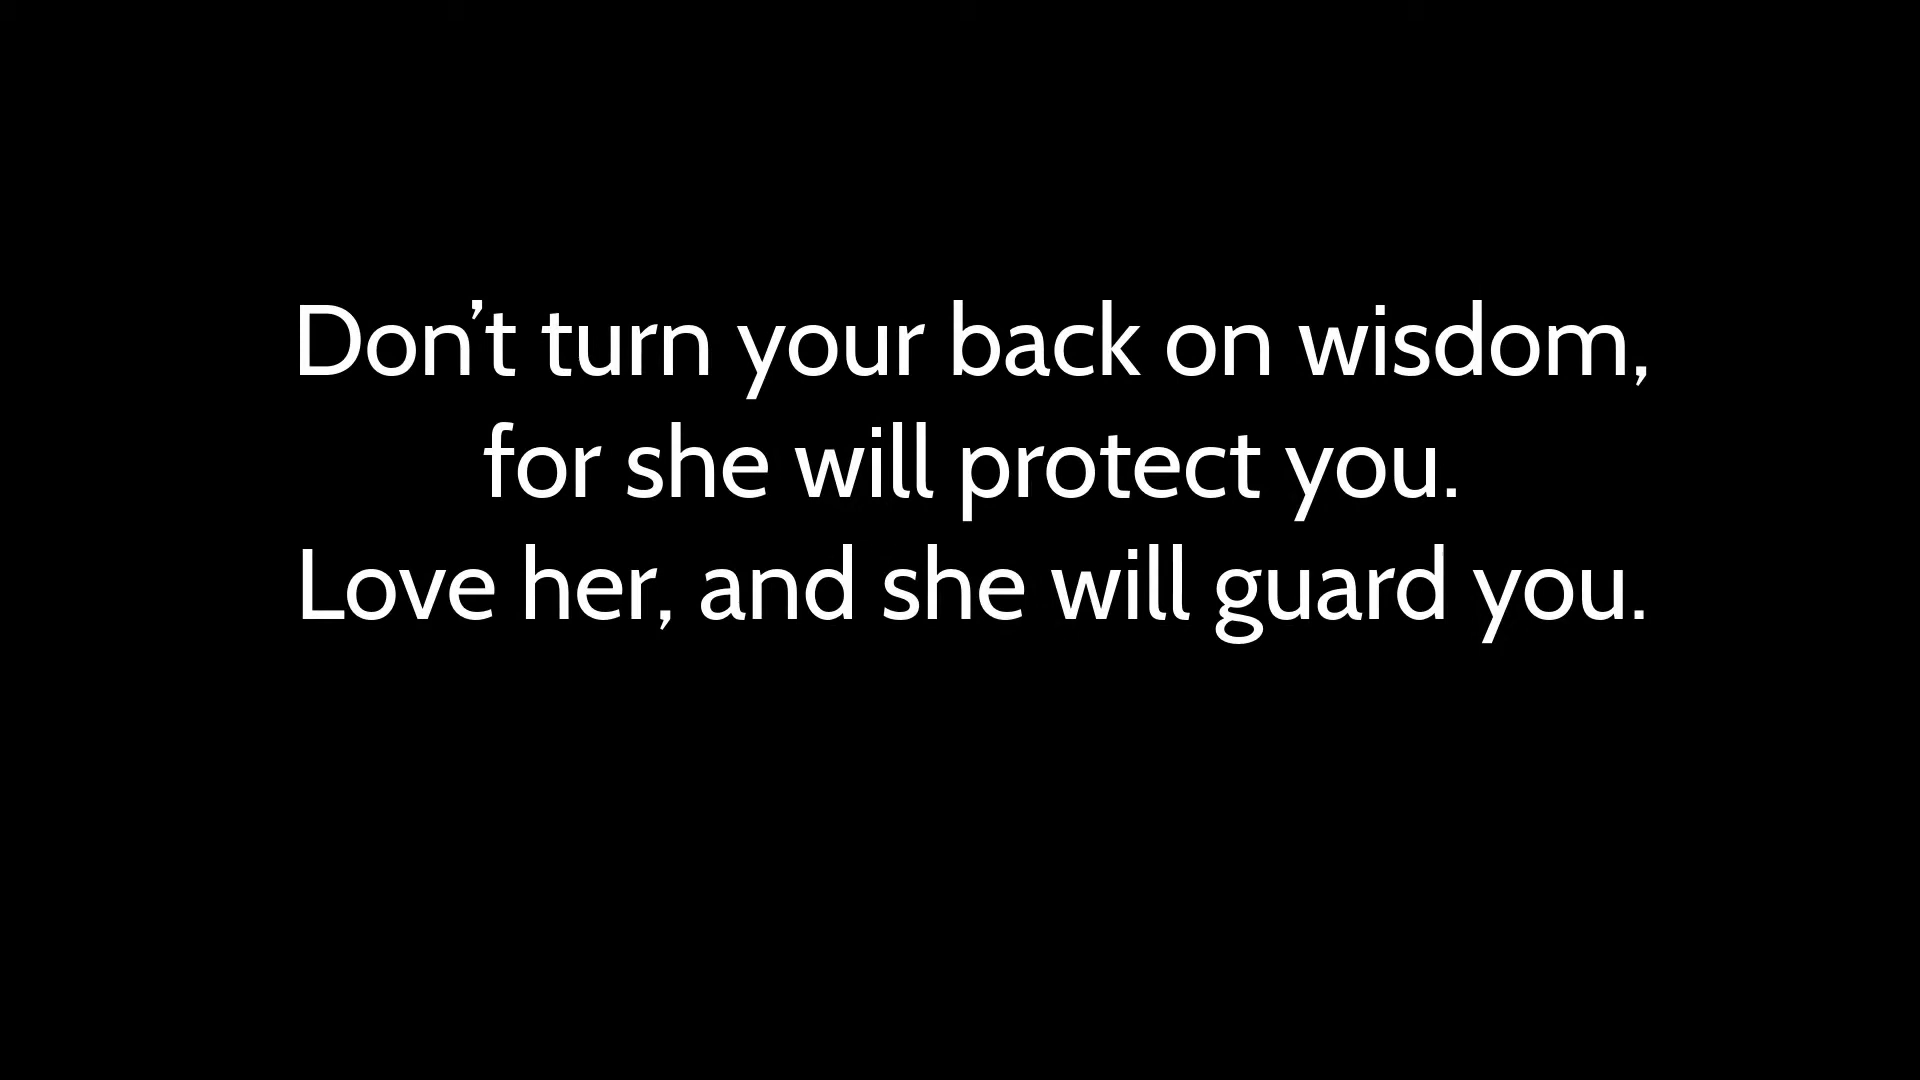 Don’t turn your back on wisdom,
for she will protect you.
Love her, and she will guard you.